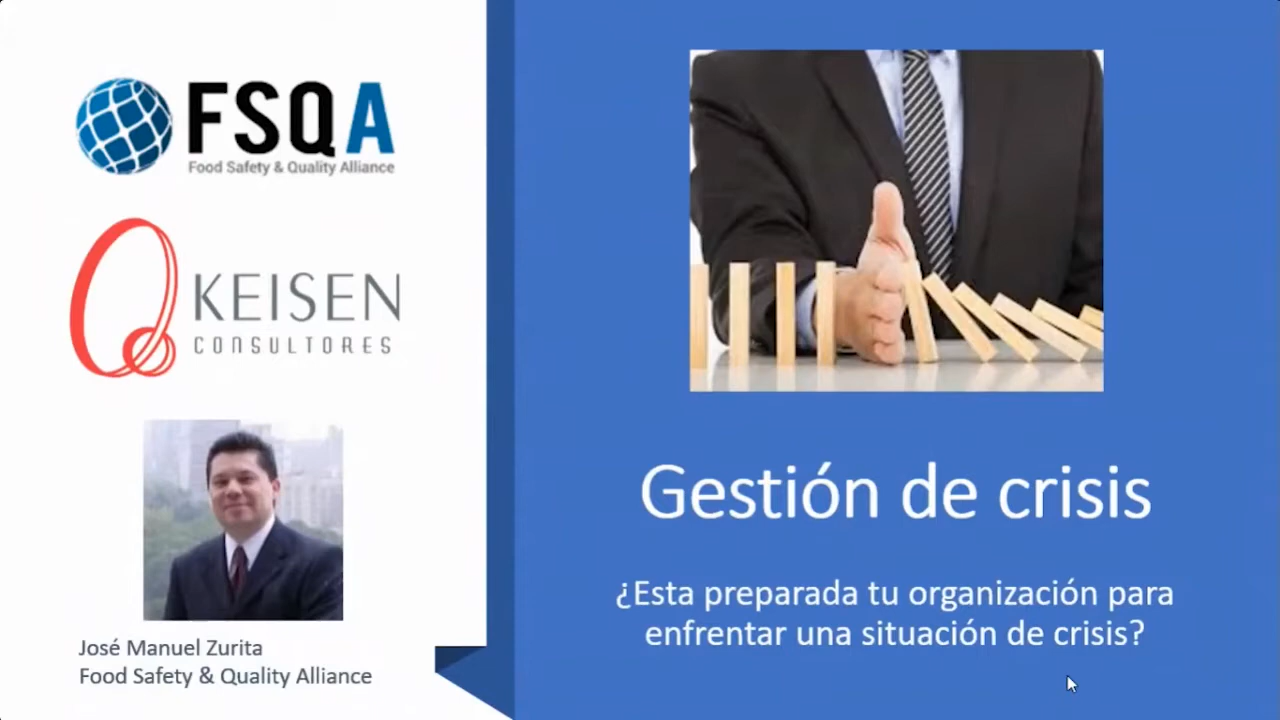 FSQA
Food Safety & Quality Alliance
KEISEN
CONSULTORES
José Manuel Zurita
Food Safety & Quality Alliance
Gestión de crisis
¿Esta preparada tu organización para
enfrentar una situación de crisis?